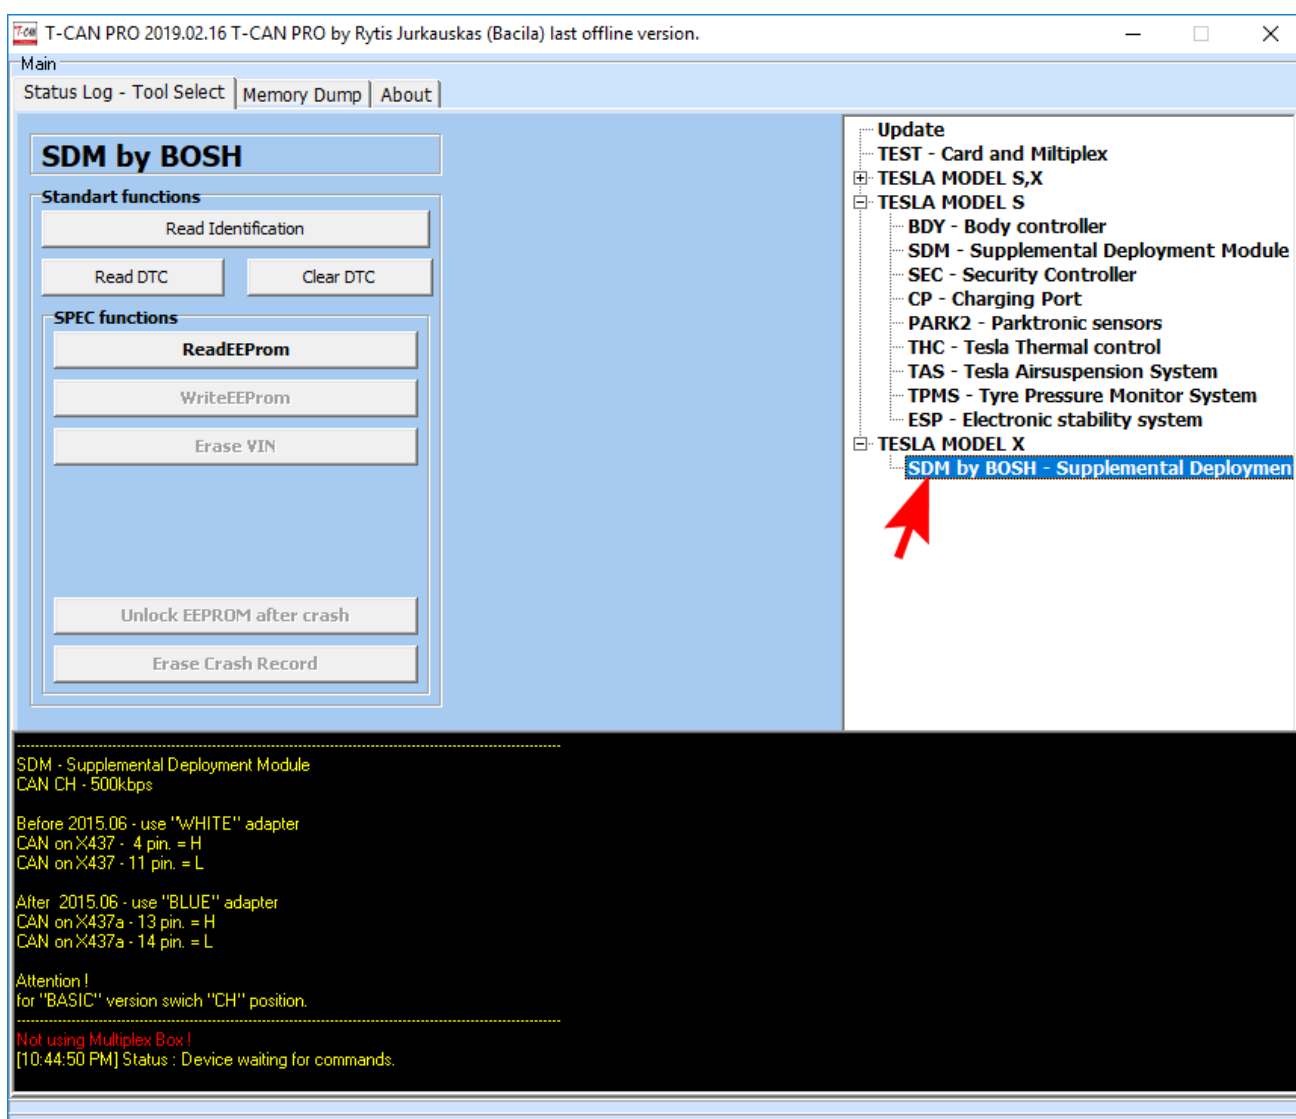 T-CAN PRO 2019.02.16 T-CAN PRO by Rytis Jurkauskas (Bacila) last offline version.
Main
Status Log - Tool Select
Memory Dump
About
SDM by BOSH
Standart functions
Read Identification
Read DTC
Clear DTC
SPEC functions
ReadEEProm
WriteEEProm
Erase VIN
Unlock EEPROM after crash
Erase Crash Record
Update
TEST - Card and Miltiplex
TESLA MODEL S,X
TESLA MODEL S
BDY - Body controller
SDM - Supplemental Deployment Module
SEC - Security Controller
CP - Charging Port
PARK2 - Parktronic sensors
THC - Tesla Thermal control
TAS - Tesla Airsuspension System
TPMS - Tyre Pressure Monitor System
ESP - Electronic stability system
TESLA MODEL X
SDM by BOSH - Supplemental Deploymen
SDM - Supplemental Deployment Module
CAN CH - 500kbps
Before 2015.06 - use "WHITE" adapter
CAN on X437 -  4 pin. = H
CAN on X437 - 11 pin. = L
After  2015.06 - use "BLUE" adapter
CAN on X437a - 13 pin. = H
CAN on X437a - 14 pin. = L
Attention !
for "BASIC" version swich "CH" position.
Not using Multiplex Box !
[10:44:50 PM] Status : Device waiting for commands.